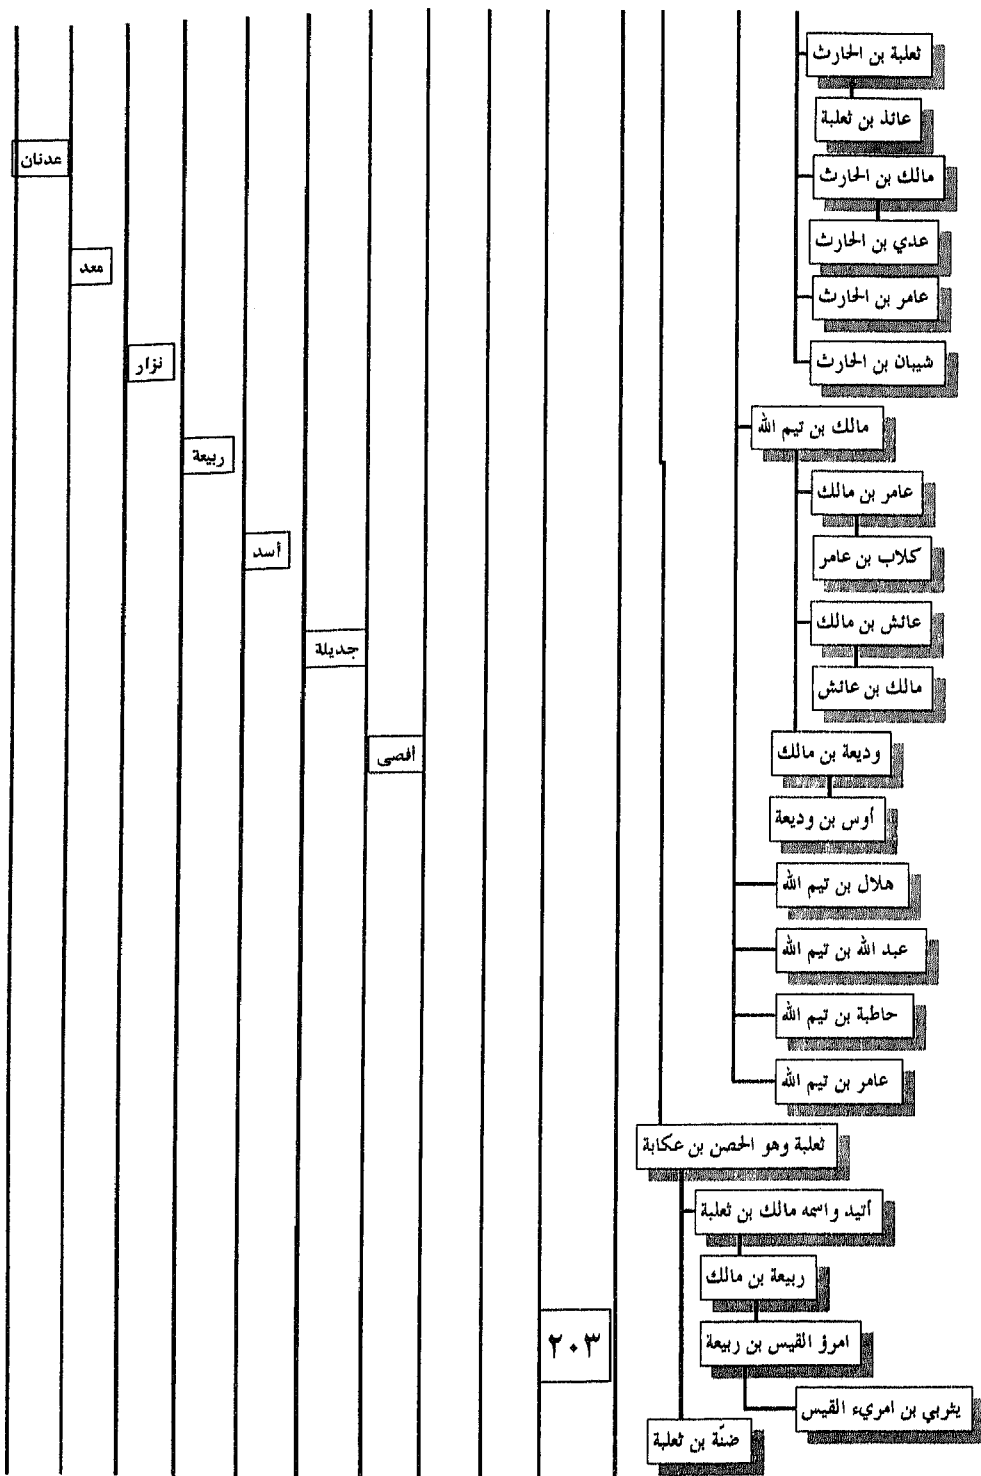 ثعلبة بن الحارث
عائذ بن ثعلبة
مالك بن الحارث
عدي بن الحارث
عامر بن الحارث
شيبان بن الحارث
مالك بن تيم الله
عامر بن مالك
كلاب بن عامر
عائش بن مالك
مالك بن عائش
وديعة بن مالك
أوس بن وديعة
هلال بن تيم الله
عبد الله بن تيم الله
حاطبة بن تيم الله
عامر بن تيم الله
ثعلبة وهو الحصن بن عكابة
أتيد واسمه مالك بن ثعلبة
ربيعة بن مالك
امرؤ القيس بن ربيعة
يثربي بن امريء القيس
ضنّة بن ثعلبة
عدنان
معد
نزار
ربيعة
أسد
جديلة
أفصى
٢٠٣